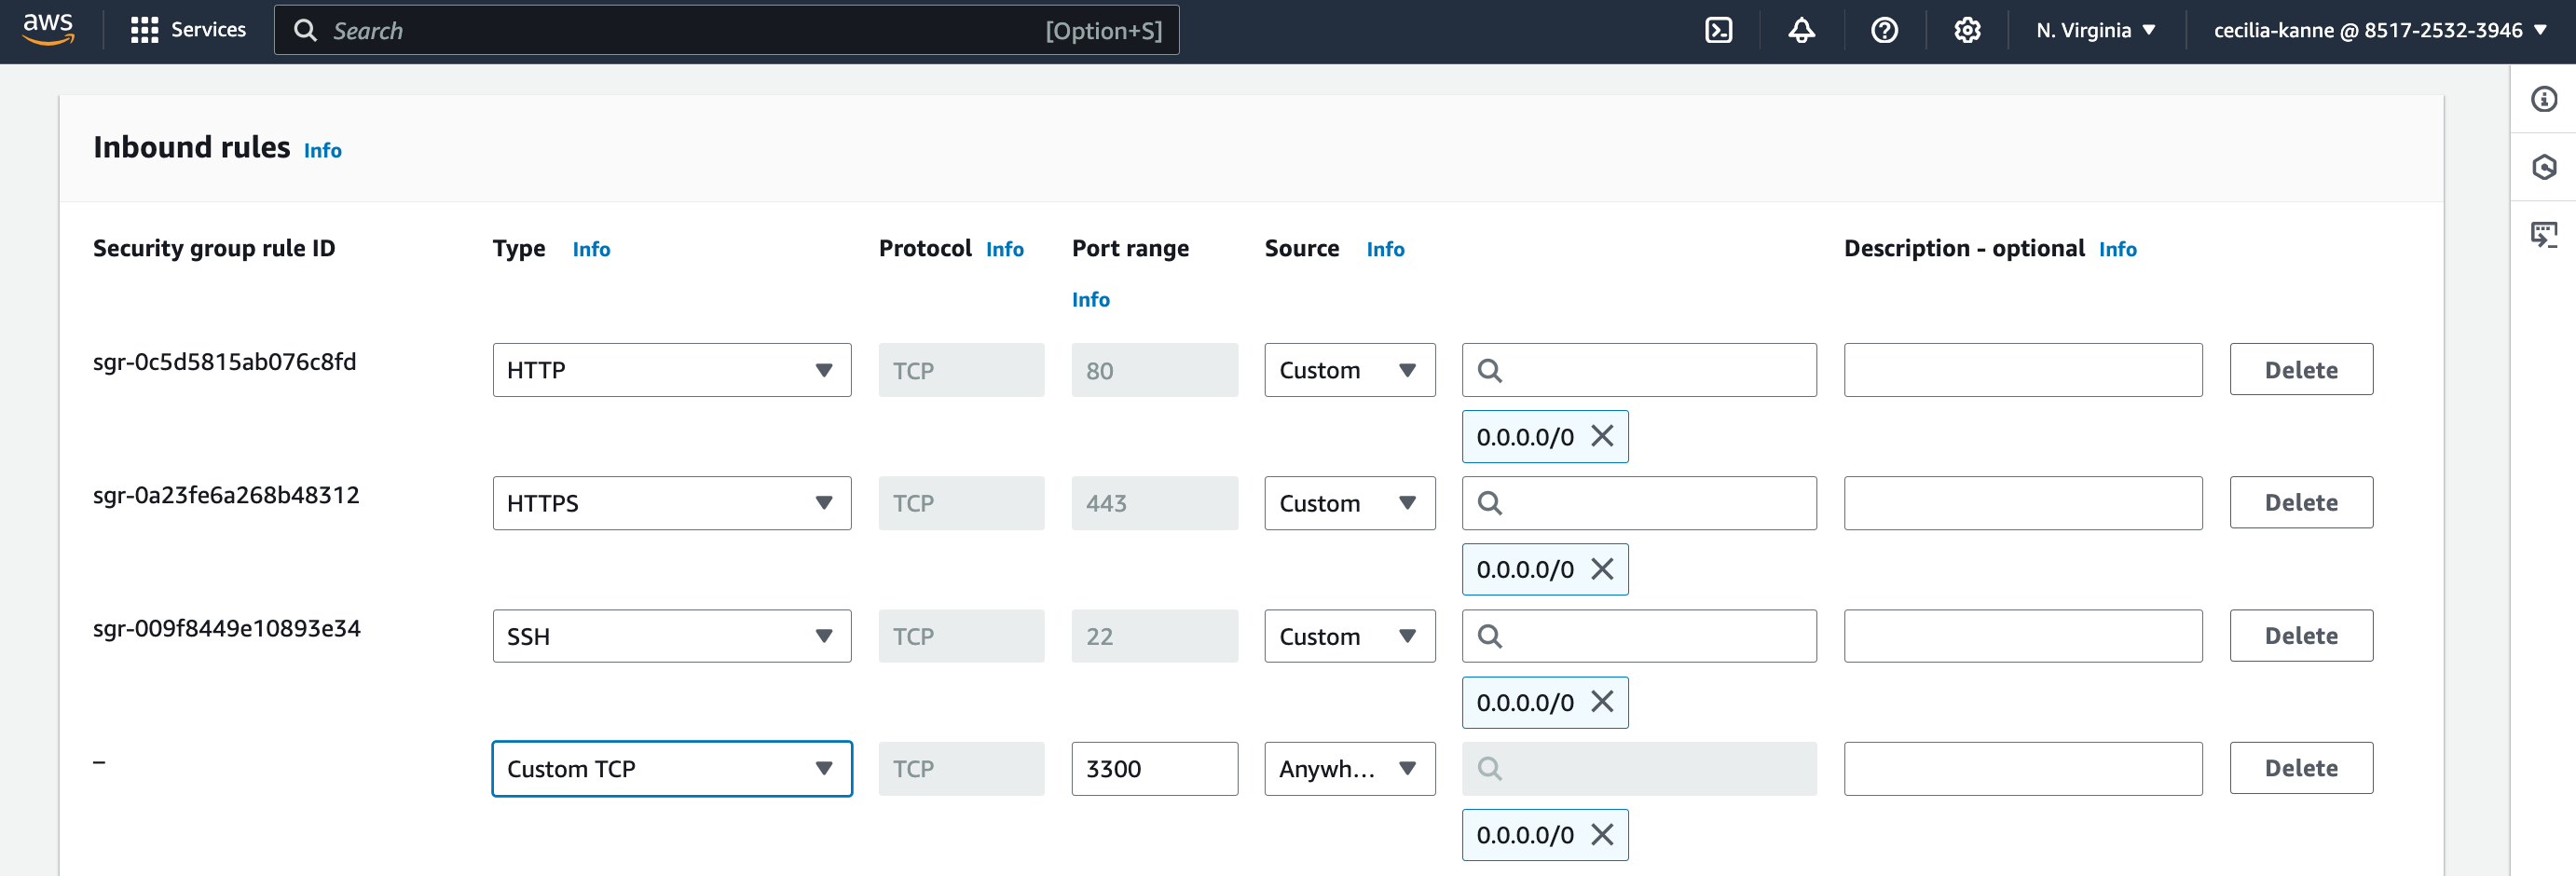 aws Services Search [Option+S] N. Virginia cecilia-kanne @ 8517-2532-3946
Inbound rules Info
Security group rule ID Type Info Protocol Info Port range Source Info Description - optional Info
Info
sgr-0c5d5815ab076c8fd HTTP TCP 80 Custom Delete
0.0.0.0/0
sgr-0a23fe6a268b48312 HTTPS TCP 443 Custom Delete
0.0.0.0/0
sgr-009f8449e10893e34 SSH TCP 22 Custom Delete
0.0.0.0/0
– Custom TCP TCP 3300 Anywh... Delete
0.0.0.0/0